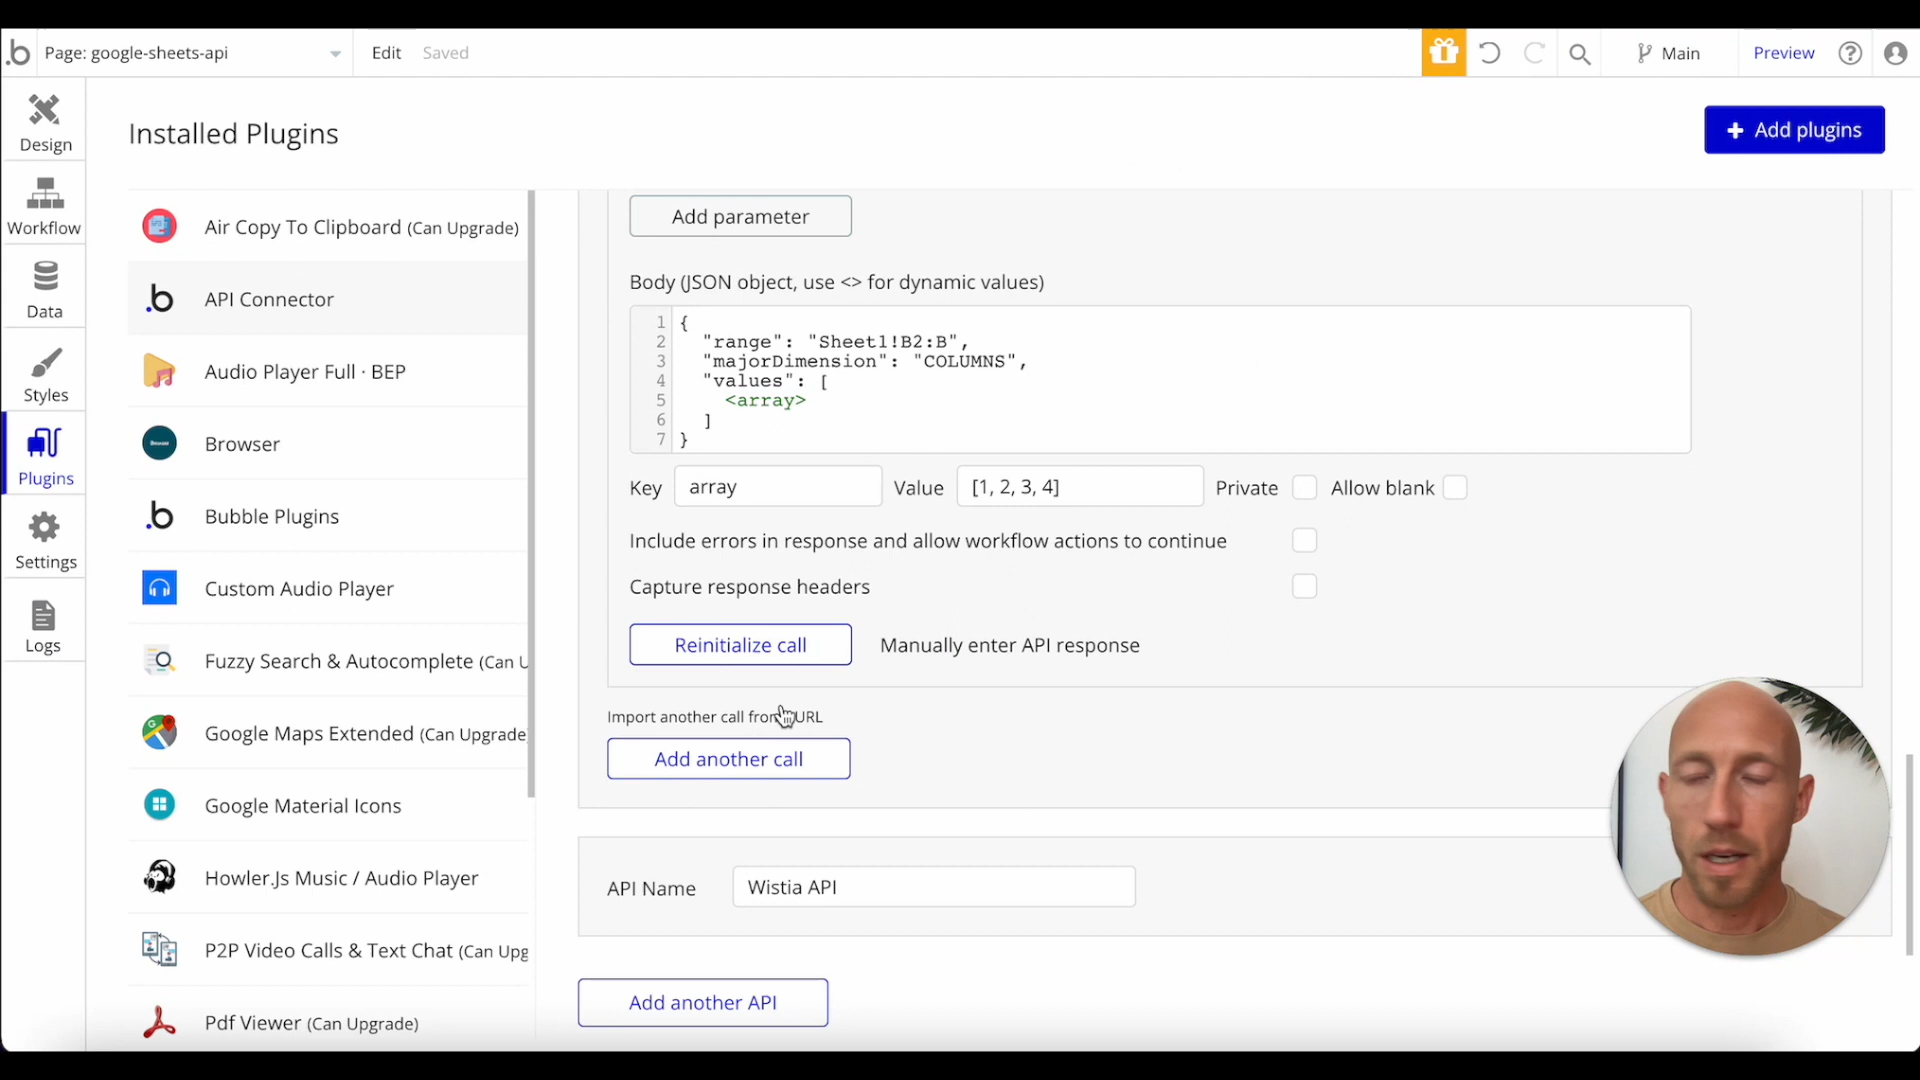 Page: google-sheets-api
Edit
Saved
Main
Preview
Design
Workflow
Data
Styles
Plugins
Settings
Logs
Installed Plugins
+ Add plugins
Air Copy To Clipboard (Can Upgrade)
API Connector
Audio Player Full · BEP
Browser
Bubble Plugins
Custom Audio Player
Fuzzy Search & Autocomplete (Can U
Google Maps Extended (Can Upgrade
Google Material Icons
Howler.Js Music / Audio Player
P2P Video Calls & Text Chat (Can Upg
Pdf Viewer (Can Upgrade)
Add parameter
Body (JSON object, use <> for dynamic values)
1 {
2 "range": "Sheet1!B2:B",
3 "majorDimension": "COLUMNS",
4 "values": [
5 <array>
6 ]
7 }
Key array Value [1, 2, 3, 4] Private Allow blank
Include errors in response and allow workflow actions to continue
Capture response headers
Reinitialize call Manually enter API response
Import another call from URL
Add another call
API Name Wistia API
Add another API